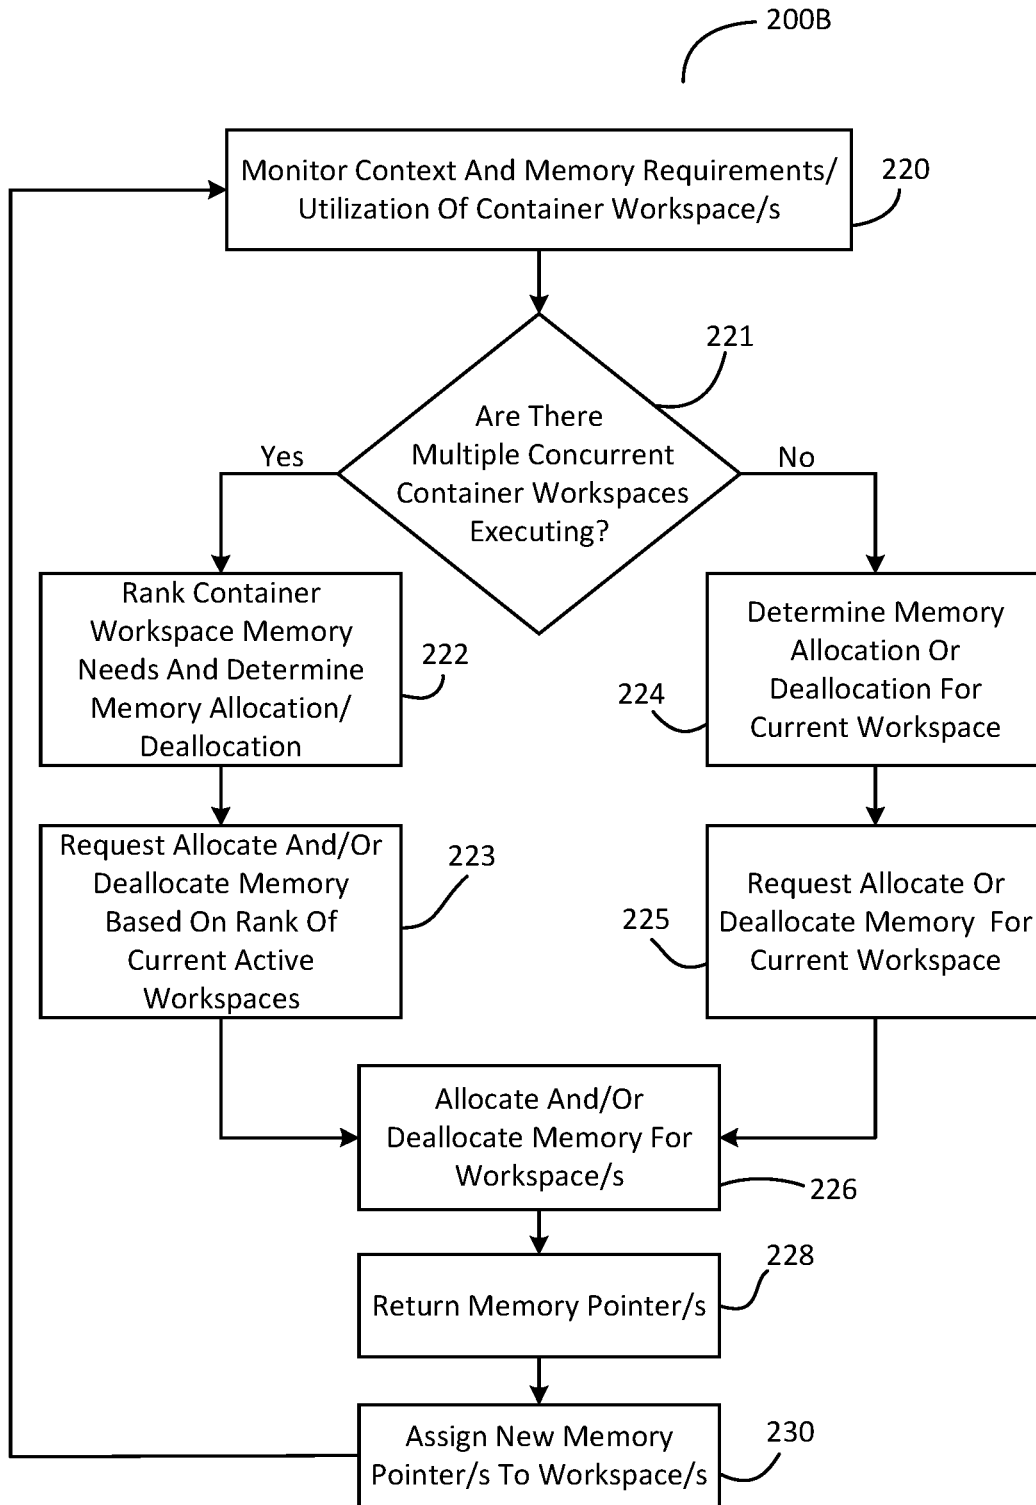 200B
Monitor Context And Memory Requirements/
Utilization Of Container Workspace/s
220
221
Are There
Multiple Concurrent
Container Workspaces
Executing?
Yes
No
Rank Container
Workspace Memory
Needs And Determine
Memory Allocation/
Deallocation
222
Determine Memory
Allocation Or
Deallocation For
Current Workspace
224
Request Allocate And/Or
Deallocate Memory
Based On Rank Of
Current Active
Workspaces
223
Request Allocate Or
Deallocate Memory  For
Current Workspace
225
Allocate And/Or
Deallocate Memory For
Workspace/s
226
Return Memory Pointer/s
228
Assign New Memory
Pointer/s To Workspace/s
230